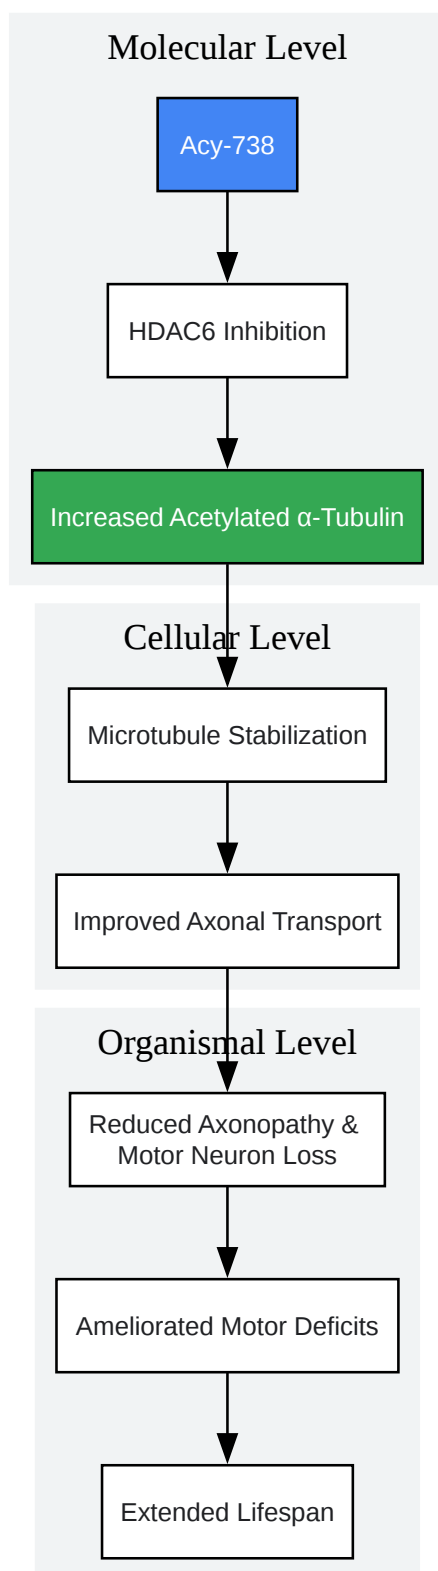 Molecular Level
Acy-738
HDAC6 Inhibition
Increased Acetylated α-Tubulin
Cellular Level
Microtubule Stabilization
Improved Axonal Transport
Organismal Level
Reduced Axonopathy &
Motor Neuron Loss
Ameliorated Motor Deficits
Extended Lifespan